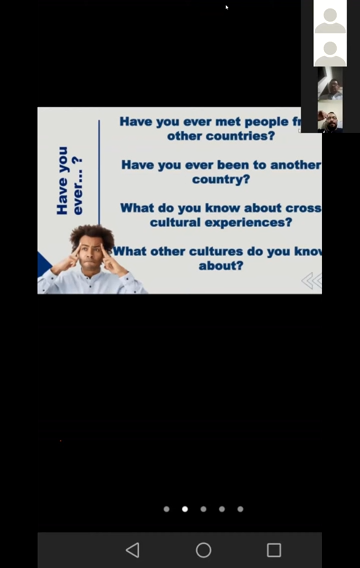 Have you
ever... ?
Have you ever met people
other countries?
Have you ever been to another
country?
What do you know about cross
cultural experiences?
What other cultures do you know
about?